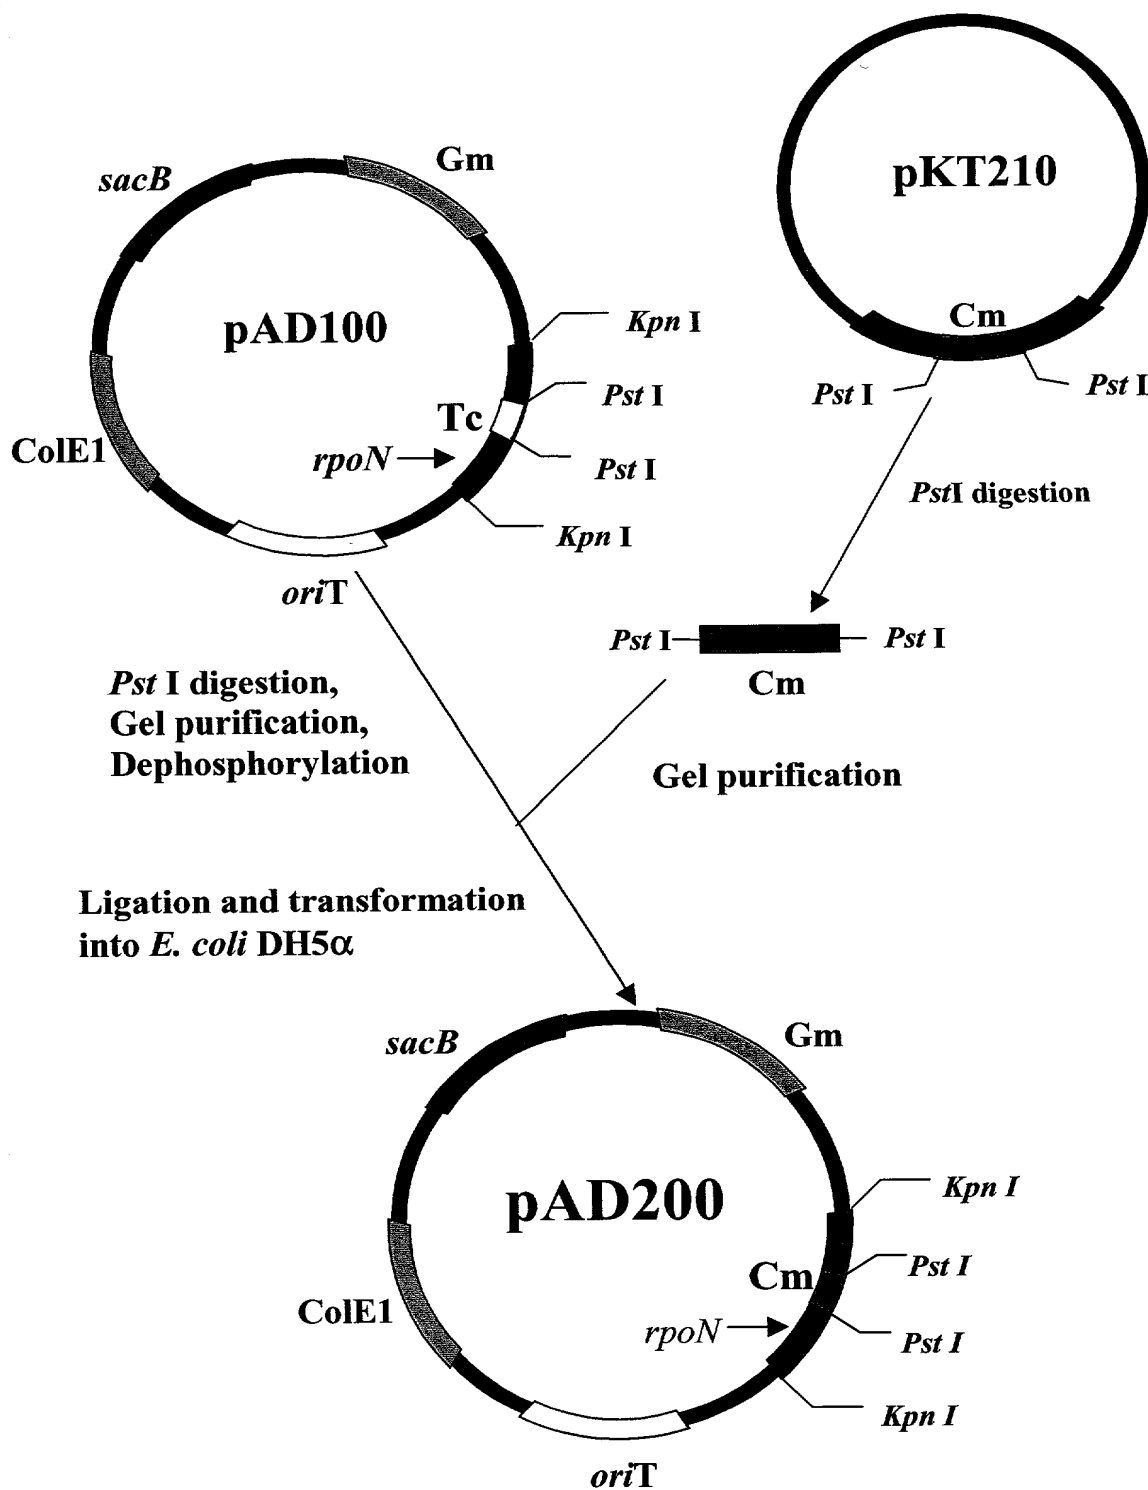 pKT210
Cm
Pst I
Pst I
PstI digestion
Pst I
Pst I
Cm
Gel purification
sacB
Gm
pAD100
Kpn I
Pst I
Tc
rpoN
Pst I
Kpn I
ColE1
oriT
Pst I digestion,
Gel purification,
Dephosphorylation
Ligation and transformation
into E. coli DH5α
sacB
Gm
pAD200
Kpn I
Pst I
Cm
rpoN
Pst I
Kpn I
ColE1
oriT